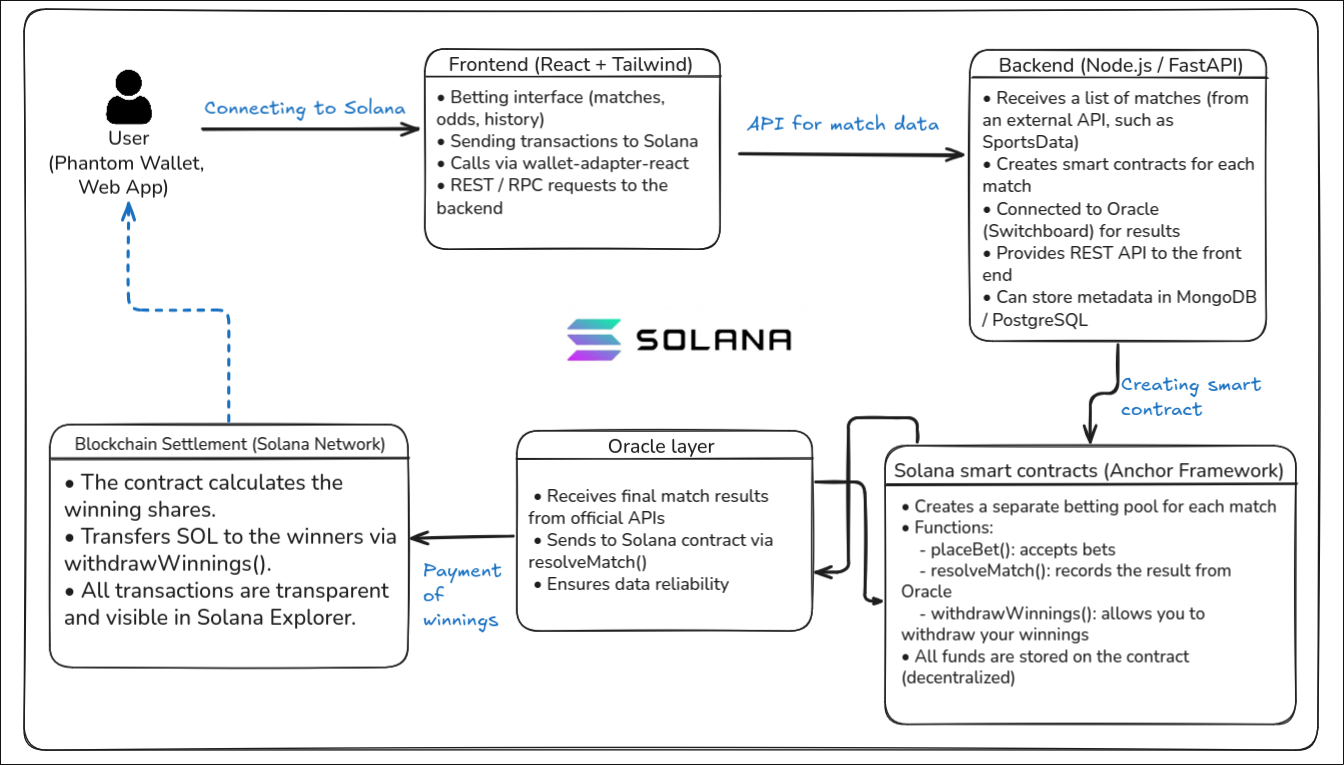 User
(Phantom Wallet,
Web App)
Connecting to Solana
Frontend (React + Tailwind)
• Betting interface (matches,
odds, history)
• Sending transactions to Solana
• Calls via wallet-adapter-react
• REST / RPC requests to the
backend
API for match data
Backend (Node.js / FastAPI)
• Receives a list of matches (from
an external API, such as
SportsData)
• Creates smart contracts for each
match
• Connected to Oracle
(Switchboard) for results
• Provides REST API to the front
end
• Can store metadata in MongoDB
/ PostgreSQL
SOLANA
Creating smart
contract
Solana smart contracts (Anchor Framework)
• Creates a separate betting pool for each match
• Functions:
- placeBet(): accepts bets
- resolveMatch(): records the result from
Oracle
- withdrawWinnings(): allows you to
withdraw your winnings
• All funds are stored on the contract
(decentralized)
Oracle layer
• Receives final match results
from official APIs
• Sends to Solana contract via
resolveMatch()
• Ensures data reliability
Payment
of
winnings
Blockchain Settlement (Solana Network)
• The contract calculates the
winning shares.
• Transfers SOL to the winners via
withdrawWinnings().
• All transactions are transparent
and visible in Solana Explorer.